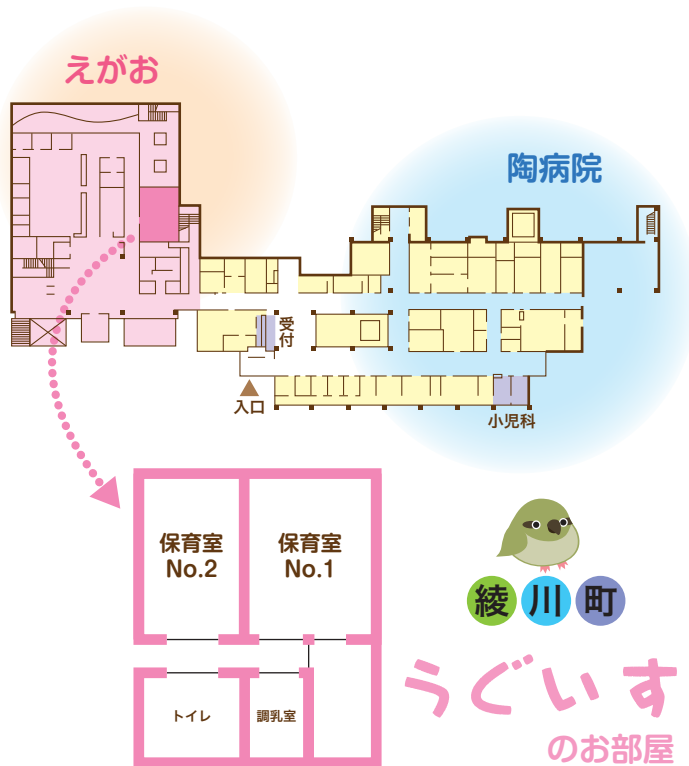 えがお
陶病院
受付
入口
小児科
保育室
No.2
保育室
No.1
トイレ
調乳室
綾川町
うぐいす
のお部屋